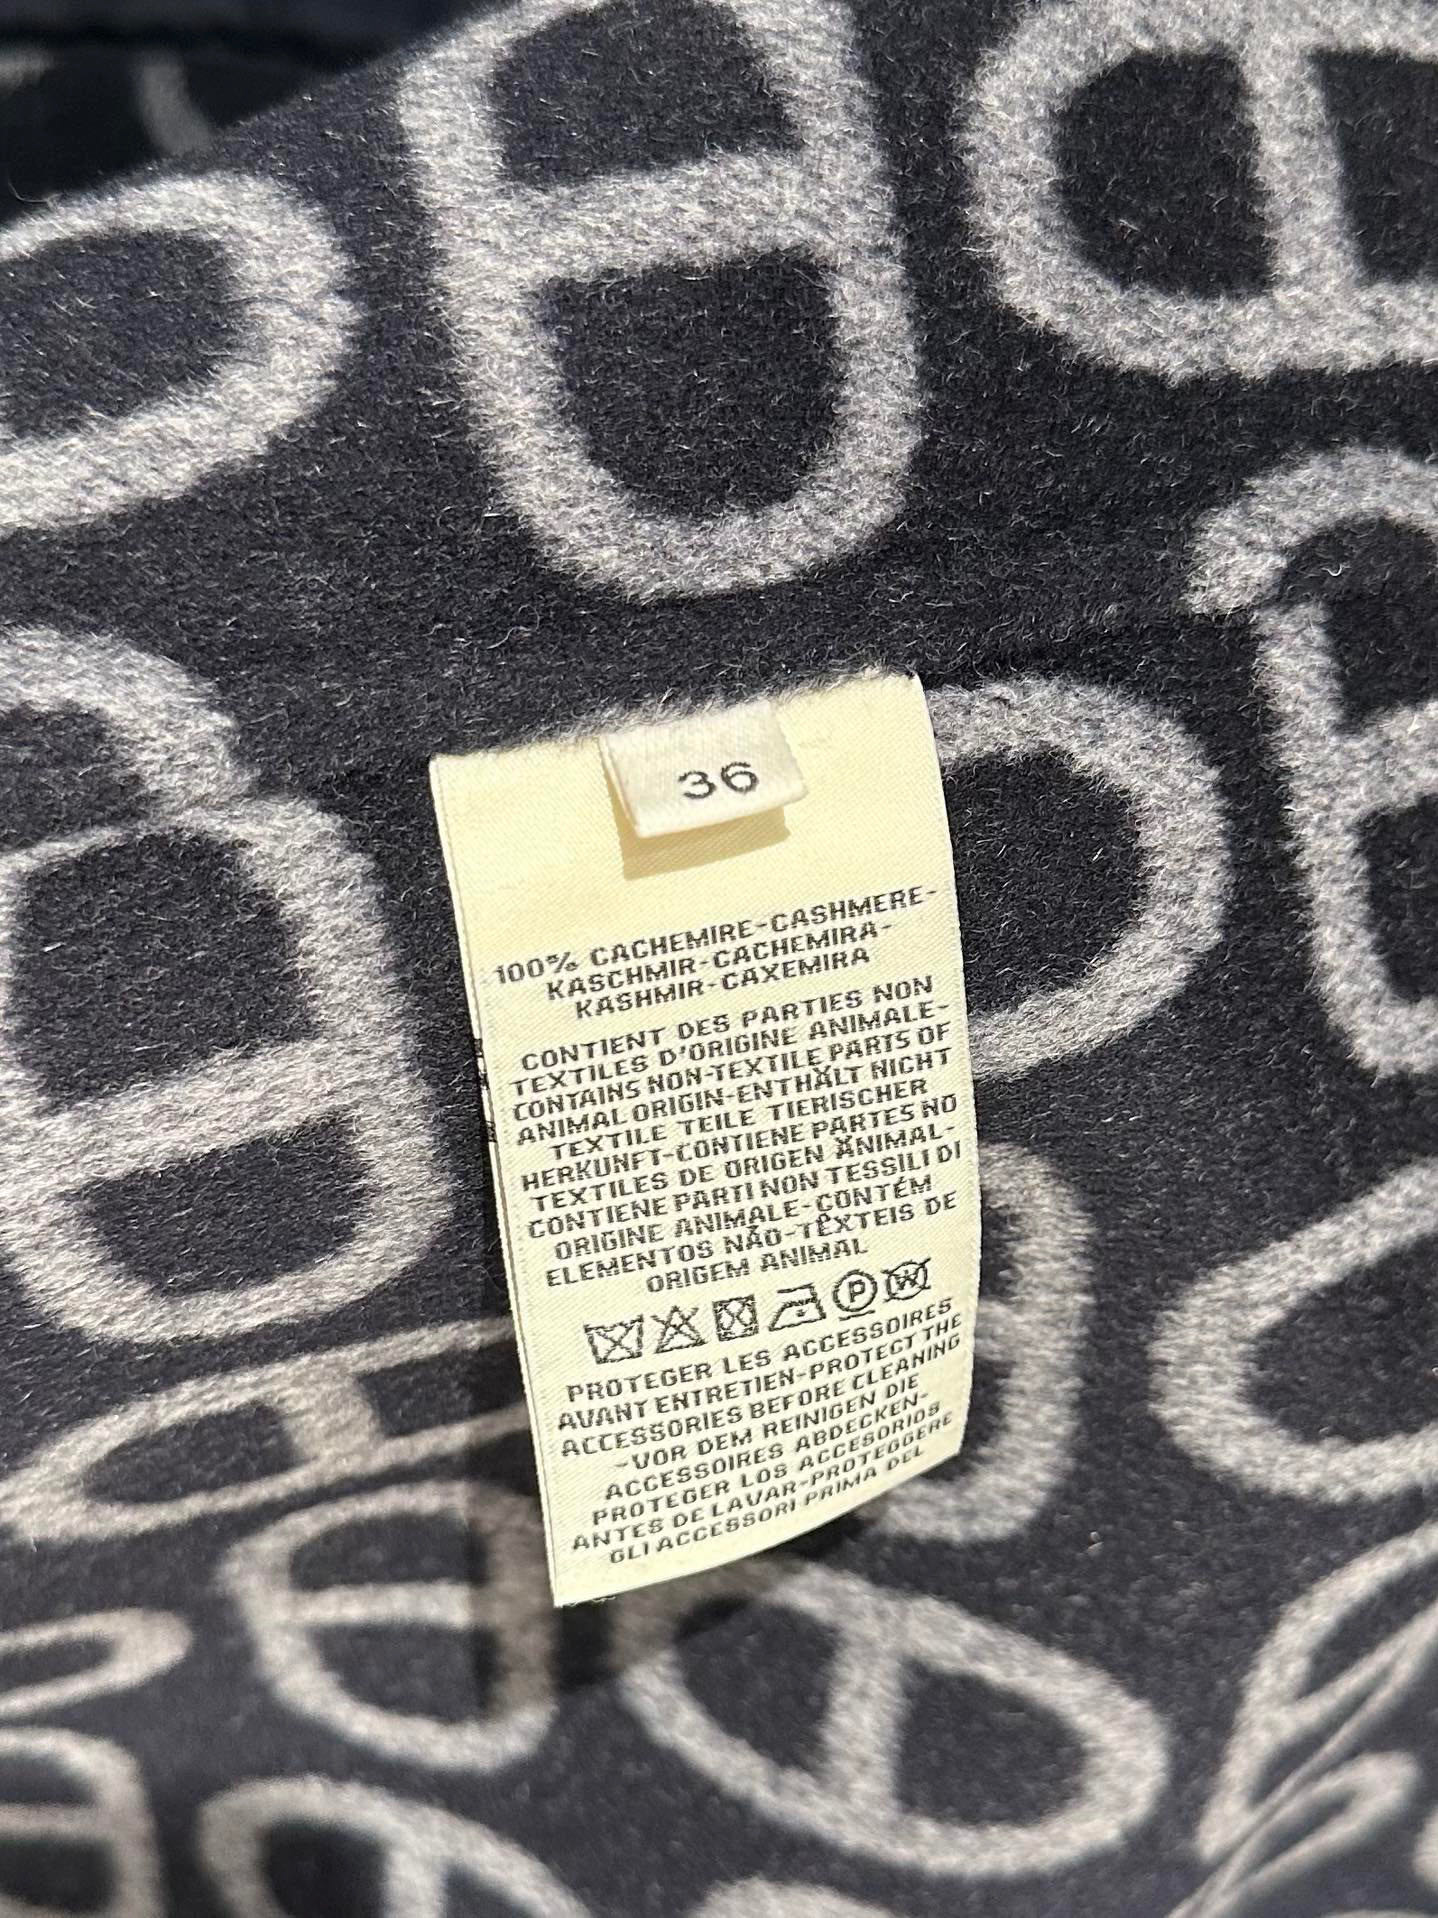 36
100% CACHEMIRE-CASHMERE-
KASCHMIR-CACHEMIRA-
KASHMIR-CAXEMIRA
CONTIENT DES PARTIES NON
TEXTILES D'ORIGINE ANIMALE-
CONTAINS NON-TEXTILE PARTS OF
ANIMAL ORIGIN-ENTHÄLT NICHT
TEXTILE TEILE TIERISCHER
HERKUNFT-CONTIENE PARTES NO
TEXTILES DE ORIGEN ANIMAL-
CONTIENE PARTI NON TESSILI DI
ORIGINE ANIMALE-CONTÉM
ELEMENTOS NÃO-TÊXTEIS DE
ORIGEM ANIMAL
P W
PROTEGER LES ACCESSOIRES
AVANT ENTRETIEN-PROTECT THE
ACCESSORIES BEFORE CLEANING
-VOR DEM REINIGEN DIE
ACCESSOIRES ABDECKEN-
PROTEGER LOS ACCESORIOS
ANTES DE LAVAR-PROTEGGERE
GLI ACCESSORI PRIMA DEL